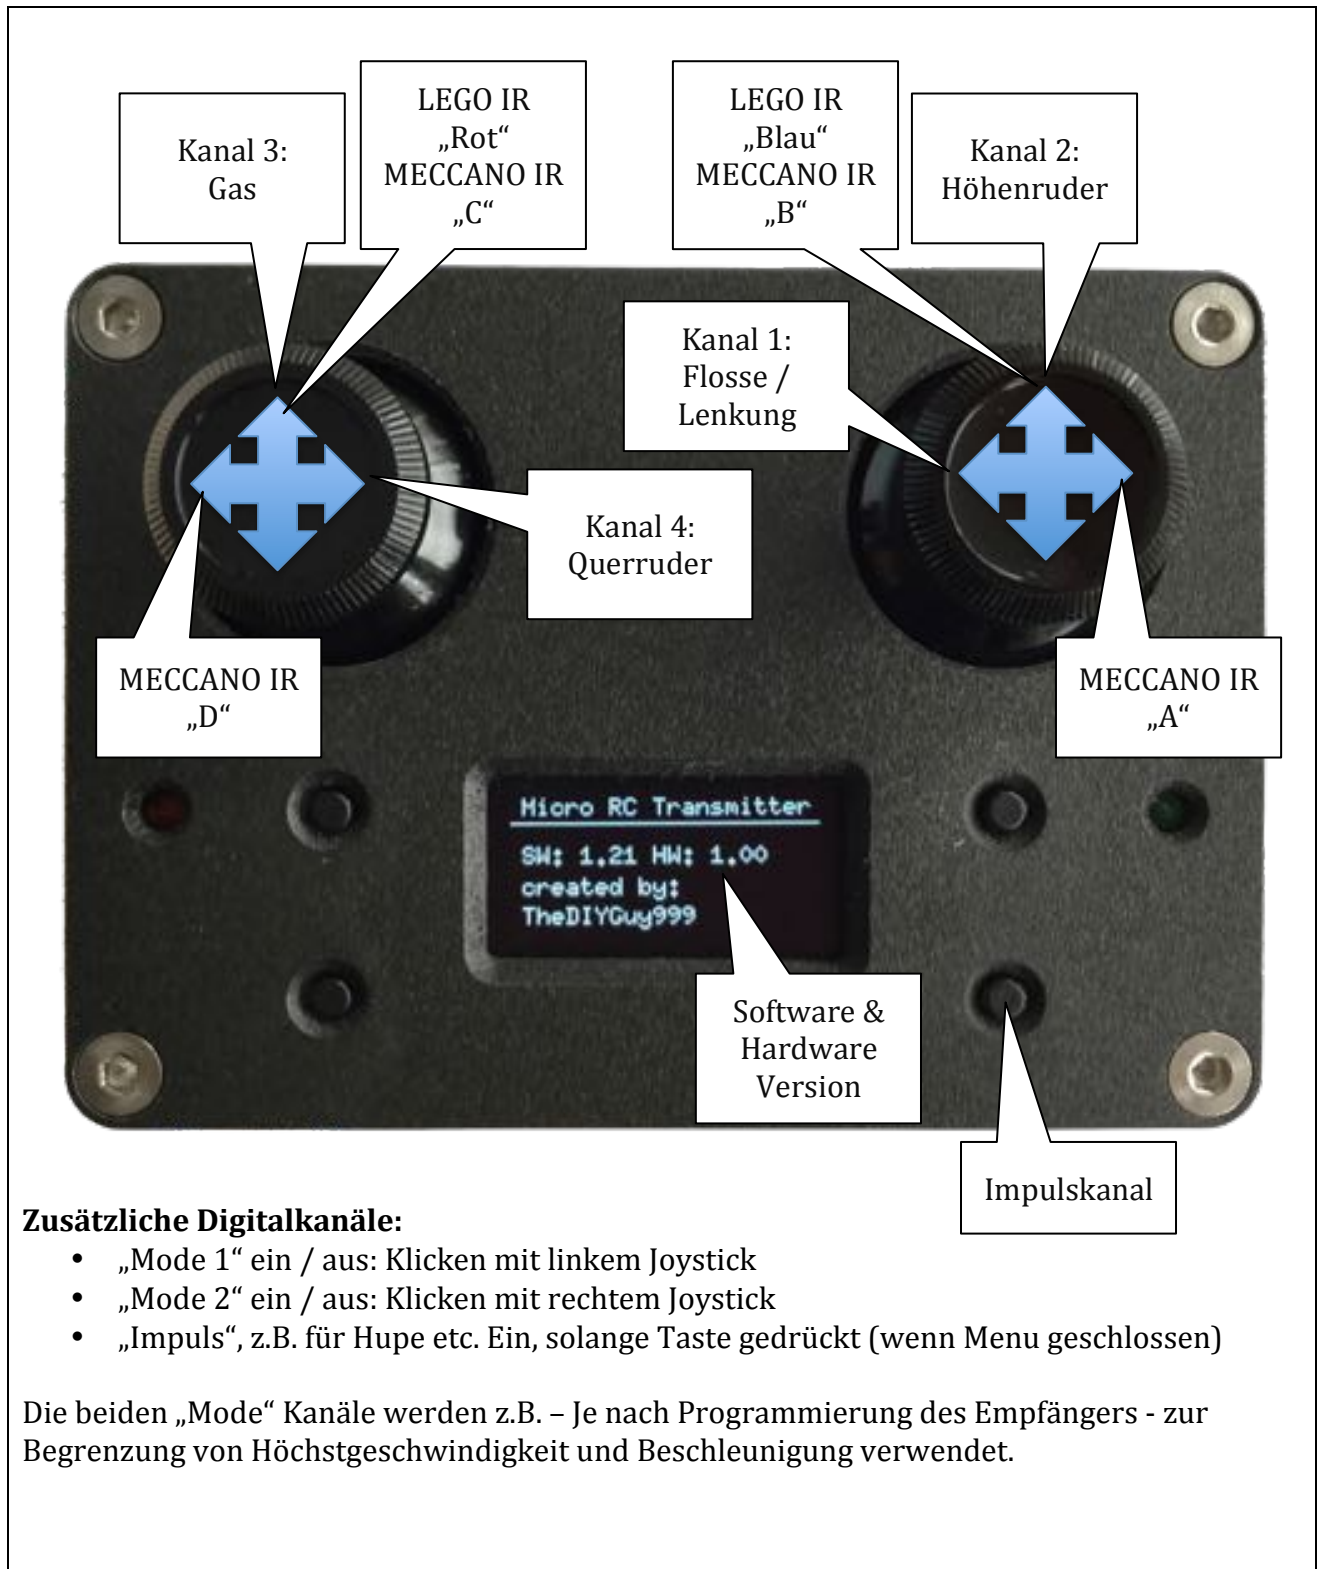 Kanal 3:
Gas
LEGO IR
„Rot“
MECCANO IR
„C“
LEGO IR
„Blau“
MECCANO IR
„B“
Kanal 2:
Höhenruder
Kanal 1:
Flosse /
Lenkung
Kanal 4:
Querruder
MECCANO IR
„D“
MECCANO IR
„A“
Micro RC Transmitter
SW: 1.21 HW: 1.00
created by:
TheDIYGuy999
Software &
Hardware
Version
Impulskanal
Zusätzliche Digitalkanäle:
• „Mode 1“ ein / aus: Klicken mit linkem Joystick
• „Mode 2“ ein / aus: Klicken mit rechtem Joystick
• „Impuls“, z.B. für Hupe etc. Ein, solange Taste gedrückt (wenn Menu geschlossen)
Die beiden „Mode“ Kanäle werden z.B. – Je nach Programmierung des Empfängers - zur
Begrenzung von Höchstgeschwindigkeit und Beschleunigung verwendet.